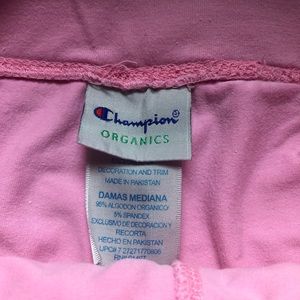 Champion®
ORGANICS
DECORATION AND TRIM
MADE IN PAKISTAN
DAMAS MEDIANA
95% ALGODON ORGANICO/
5% SPANDEX
EXCLUSIVO DE DECORACION Y
RECORTA
HECHO EN PAKISTAN